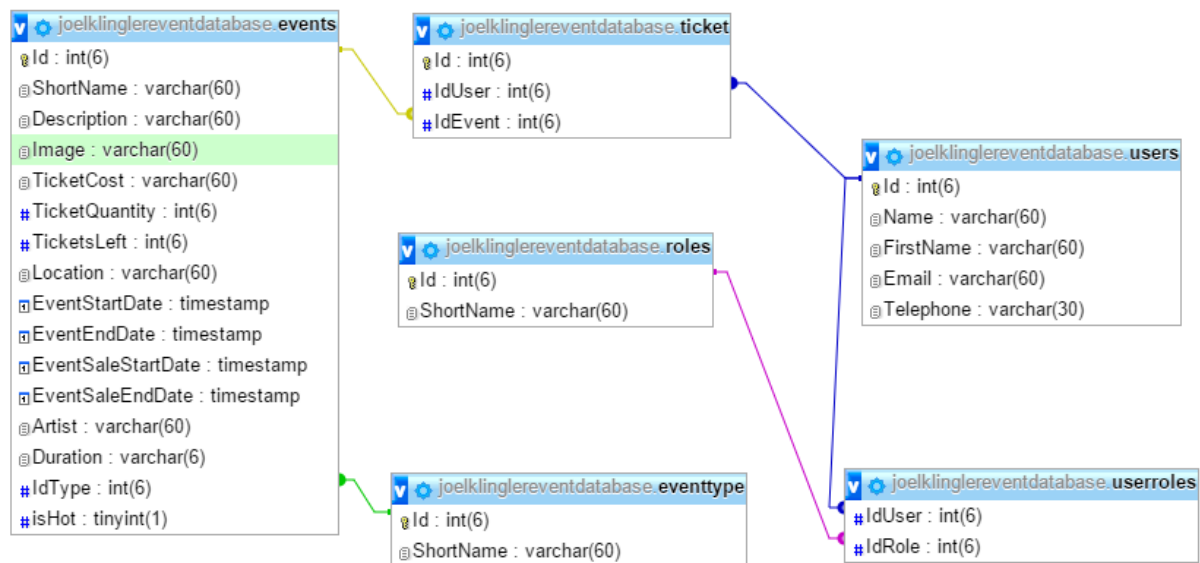 joelklinglereventdatabase.events
Id : int(6)
ShortName : varchar(60)
Description : varchar(60)
Image : varchar(60)
TicketCost : varchar(60)
TicketQuantity : int(6)
TicketsLeft : int(6)
Location : varchar(60)
EventStartDate : timestamp
EventEndDate : timestamp
EventSaleStartDate : timestamp
EventSaleEndDate : timestamp
Artist : varchar(60)
Duration : varchar(6)
IdType : int(6)
isHot : tinyint(1)
joelklinglereventdatabase.ticket
Id : int(6)
IdUser : int(6)
IdEvent : int(6)
joelklinglereventdatabase.roles
Id : int(6)
ShortName : varchar(60)
joelklinglereventdatabase.eventtype
Id : int(6)
ShortName : varchar(60)
joelklinglereventdatabase.users
Id : int(6)
Name : varchar(60)
FirstName : varchar(60)
Email : varchar(60)
Telephone : varchar(30)
joelklinglereventdatabase.userroles
IdUser : int(6)
IdRole : int(6)